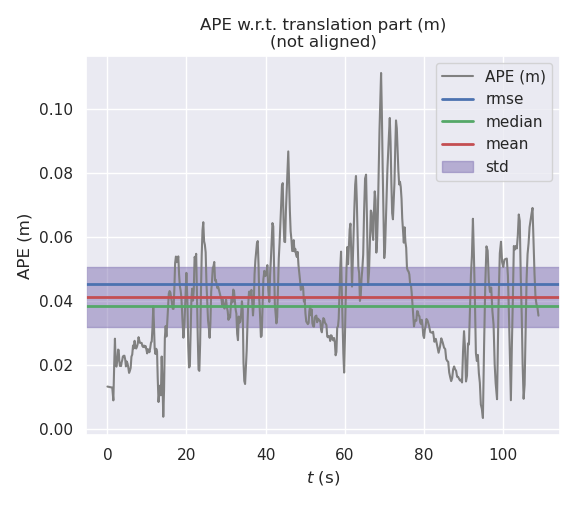 APE w.r.t. translation part (m)
(not aligned)
APE (m)
rmse
median
mean
std
0.10
0.08
0.06
0.04
0.02
0.00
APE (m)
0 20 40 60 80 100
t (s)